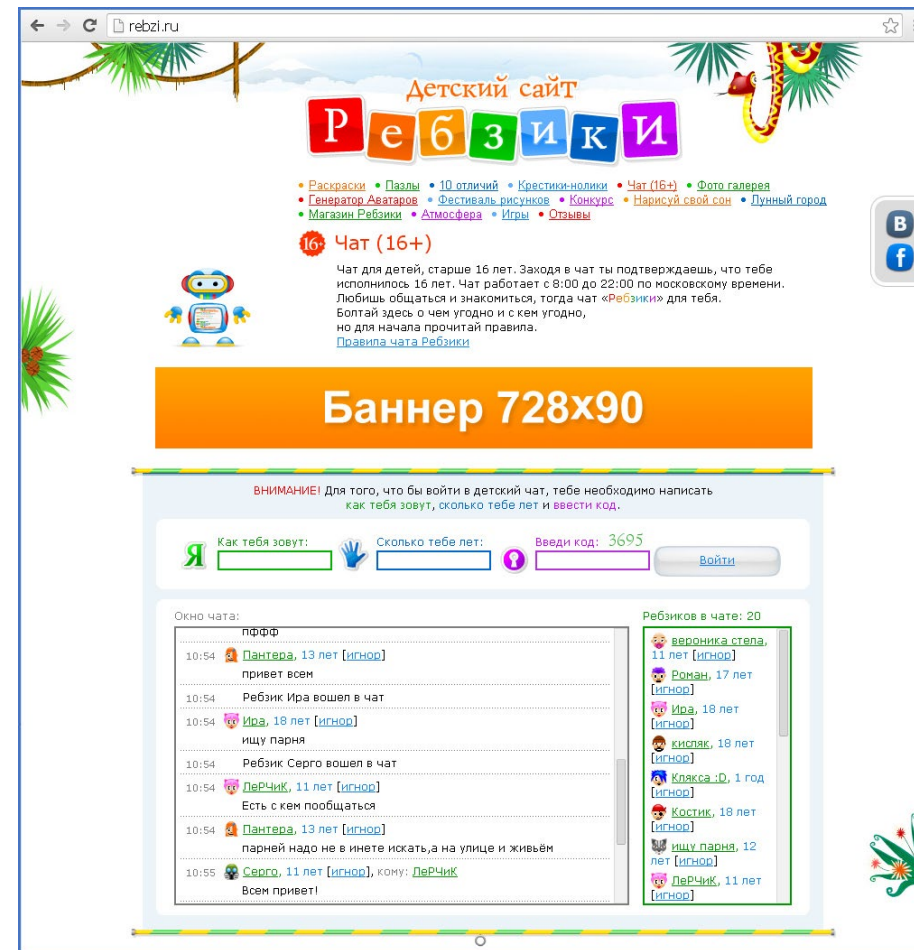 rebzi.ru
Детский сайт
Ребзики
• Раскраски • Пазлы • 10 отличий • Крестики-нолики • Чат (16+) • Фото галерея
• Генератор Аватаров • Фестиваль рисунков • Конкурс • Нарисуй свой сон • Лунный город
• Магазин Ребзики • Атмосфера • Игры • Отзывы
16+ Чат (16+)
Чат для детей, старше 16 лет. Заходя в чат ты подтверждаешь, что тебе
исполнилось 16 лет. Чат работает с 8:00 до 22:00 по московскому времени.
Любишь общаться и знакомиться, тогда чат «Ребзики» для тебя.
Болтай здесь о чем угодно и с кем угодно,
но для начала прочитай правила.
Правила чата Ребзики
B
f
Баннер 728x90
ВНИМАНИЕ! Для того, что бы войти в детский чат, тебе необходимо написать
как тебя зовут, сколько тебе лет и ввести код.
Я Как тебя зовут: Сколько тебе лет: Введи код: 3695
Войти
Окно чата:
пффф
10:54 Пантера, 13 лет [игнор]
привет всем
10:54 Ребзик Ира вошел в чат
10:54 Ира, 18 лет [игнор]
ищу парня
10:54 Ребзик Серго вошел в чат
10:54 ЛеРЧиК, 11 лет [игнор]
Есть с кем пообщаться
10:54 Пантера, 13 лет [игнор]
парней надо не в инете искать,а на улице и живьём
10:55 Серго, 11 лет [игнор], кому: ЛеРЧиК
Всем привет!
Ребзиков в чате: 20
вероника стела,
11 лет [игнор]
Роман, 17 лет
[игнор]
Ира, 18 лет
[игнор]
кисляк, 18 лет
[игнор]
Клякса :D, 1 год
[игнор]
Костик, 18 лет
[игнор]
ищу парня, 12
лет [игнор]
ЛеРЧиК, 11 лет
[игнор]